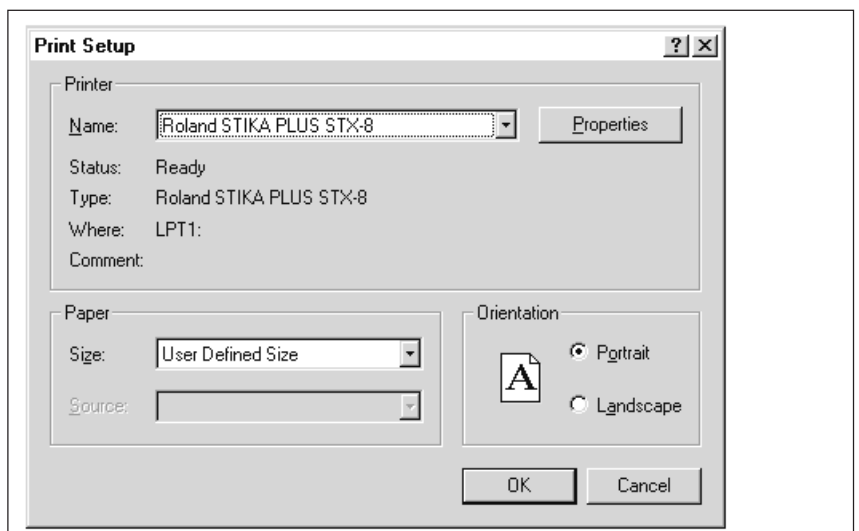 Print Setup
Printer
Name: Roland STIKA PLUS STX-8 Properties
Status: Ready
Type: Roland STIKA PLUS STX-8
Where: LPT1:
Comment:
Paper
Size: User Defined Size
Source:
Orientation
A
Portrait
Landscape
OK Cancel